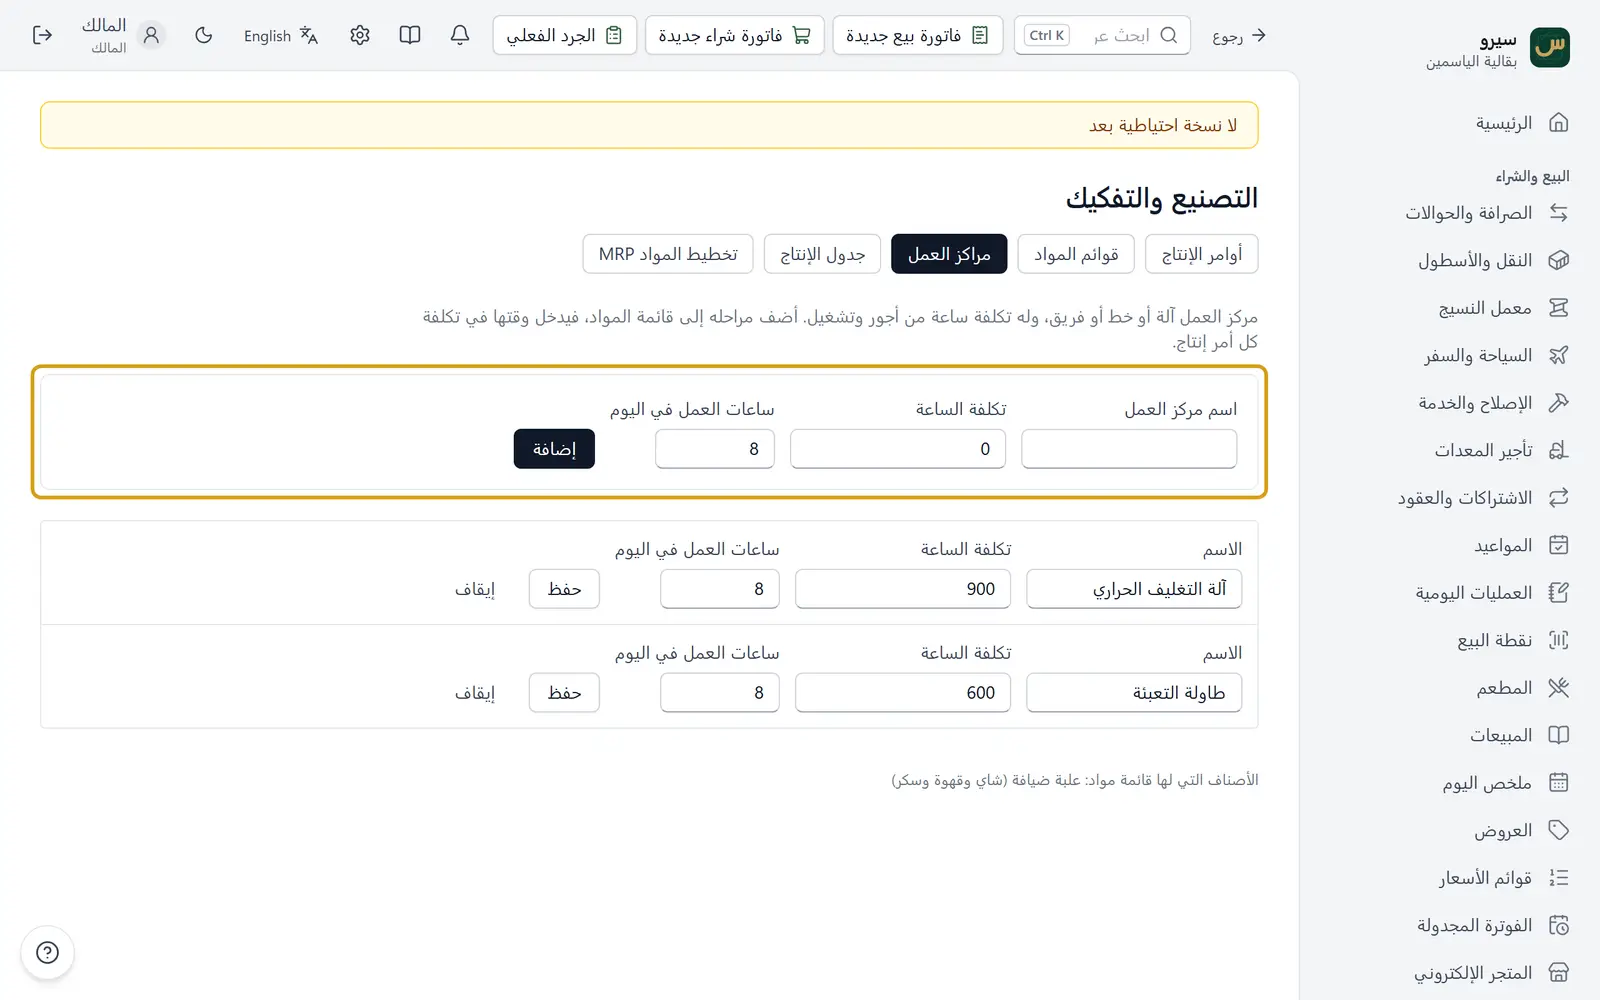 سيرو
بقالية الياسمين
رجوع
ابحث عن
Ctrl K
فاتورة بيع جديدة
فاتورة شراء جديدة
الجرد الفعلي
English
المالك
المالك
الرئيسية
البيع والشراء
الصرافة والحوالات
النقل والأسطول
معمل النسيج
السياحة والسفر
الإصلاح والخدمة
تأجير المعدات
الاشتراكات والعقود
المواعيد
العمليات اليومية
نقطة البيع
المطعم
المبيعات
ملخص اليوم
العروض
قوائم الأسعار
الفوترة المجدولة
المتجر الإلكتروني
لا نسخة احتياطية بعد
التصنيع والتفكيك
أوامر الإنتاج
قوائم المواد
مراكز العمل
جدول الإنتاج
تخطيط المواد MRP
مركز العمل آلة أو خط أو فريق، وله تكلفة ساعة من أجور وتشغيل. أضف مراحله إلى قائمة المواد، فيدخل وقتها في تكلفة
كل أمر إنتاج.
اسم مركز العمل
تكلفة الساعة
ساعات العمل في اليوم
0
8
إضافة
الاسم
تكلفة الساعة
ساعات العمل في اليوم
آلة التغليف الحراري
900
8
حفظ
إيقاف
الاسم
تكلفة الساعة
ساعات العمل في اليوم
طاولة التعبئة
600
8
حفظ
إيقاف
الأصناف التي لها قائمة مواد: علبة ضيافة (شاي وقهوة وسكر)